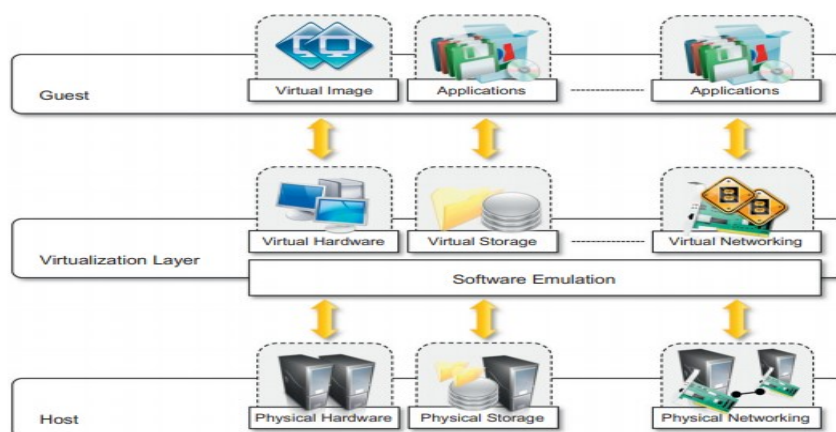 Virtual Image
Applications
Applications
Guest
Virtual Hardware
Virtual Storage
Virtual Networking
Virtualization Layer
Software Emulation
Physical Hardware
Physical Storage
Physical Networking
Host